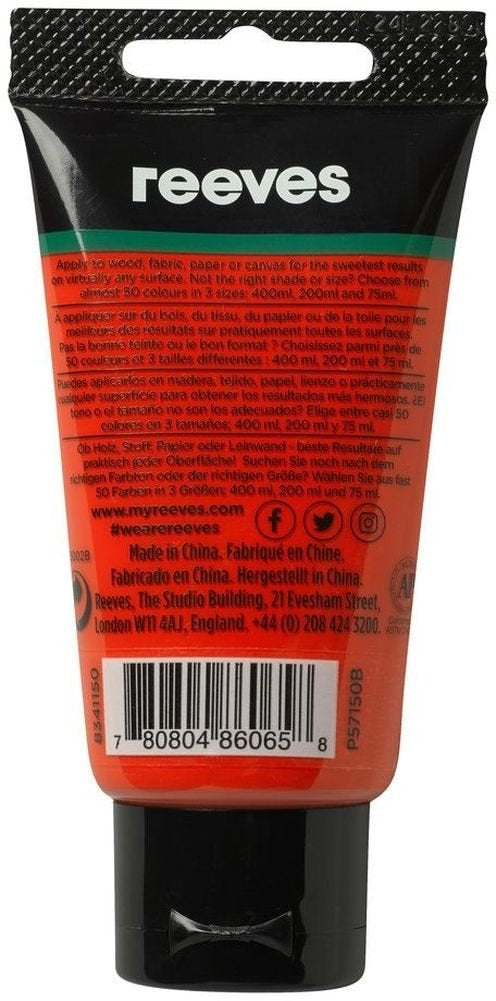 reeves
Apply to wood, fabric, paper or canvas for the sweetest results
on virtually any surface. Not the right shade or size? Choose from
almost 50 colours in 3 sizes: 400ml, 200ml and 75ml.
À appliquer sur du bois, du tissu, du papier ou de la toile pour les
meilleurs des résultats sur pratiquement toutes les surfaces.
Pas la bonne teinte ou le bon format ? Choisissez parmi près de
50 couleurs et 3 tailles différentes : 400 ml, 200 ml et 75 ml.
Puedes aplicarlos en madera, tejido, papel, lienzo o prácticamente
cualquier superficie para obtener los resultados más hermosos. ¿El
tono o el tamaño no son los adecuados? Elige entre casi 50
colores en 3 tamaños; 400 ml, 200 ml y 75 ml.
Ob Holz, Stoff, Papier oder Leinwand - beste Resultate auf
praktisch jeder Oberfläche! Suchen Sie noch nach dem
richtigen Farbton oder der richtigen Größe? Wählen Sie aus fast
50 Farben in 3 Größen; 400 ml, 200 ml und 75 ml.
www.myreeves.com
#wearereeves
Made in China. Fabriqué en Chine.
Fabricado en China. Hergestellt in China.
Reeves, The Studio Building, 21 Evesham Street,
London W11 4AJ, England. +44 (0) 208 424 3200.
0002B
AP
8341150
7 80804 86065 8
P57150B